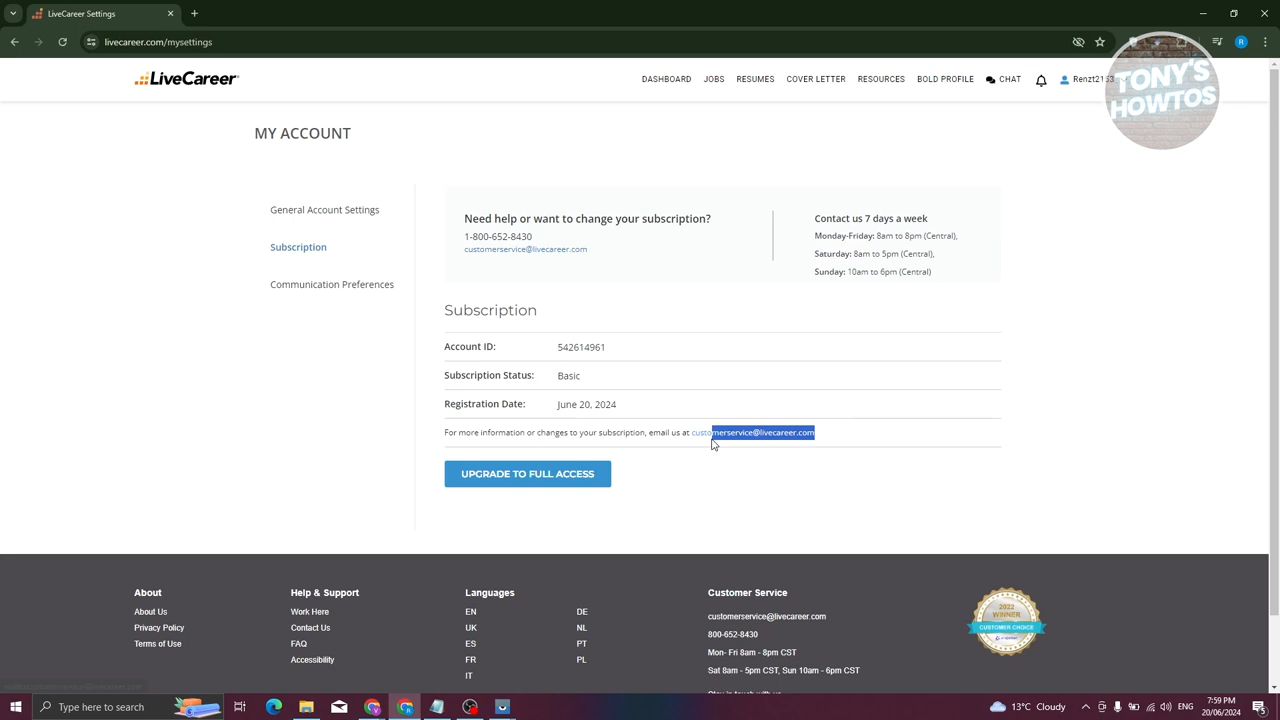 LiveCareer
livecareer.com/mysettings
LiveCareer
DASHBOARD JOBS RESUMES COVER LETTER RESOURCES BOLD PROFILE CHAT
TONY'S
HOWTOS
MY ACCOUNT
General Account Settings
Subscription
Communication Preferences
Need help or want to change your subscription?
1-800-652-8430
customerservice@livecareer.com
Contact us 7 days a week
Monday-Friday: 8am to 8pm (Central),
Saturday: 8am to 5pm (Central),
Sunday: 10am to 6pm (Central)
Subscription
Account ID: 542614961
Subscription Status: Basic
Registration Date: June 20, 2024
For more information or changes to your subscription, email us at customerservice@livecareer.com
UPGRADE TO FULL ACCESS
About
About Us
Privacy Policy
Terms of Use
Help & Support
Work Here
Contact Us
FAQ
Accessibility
Languages
EN
UK
ES
FR
IT
DE
NL
PT
PL
Customer Service
customerservice@livecareer.com
800-652-8430
Mon- Fri 8am - 8pm CST
Sat 8am - 5pm CST, Sun 10am - 6pm CST
2022
WINNER
CUSTOMER CHOICE
Type here to search
13°C Cloudy
ENG
7:59 PM
20/06/2024